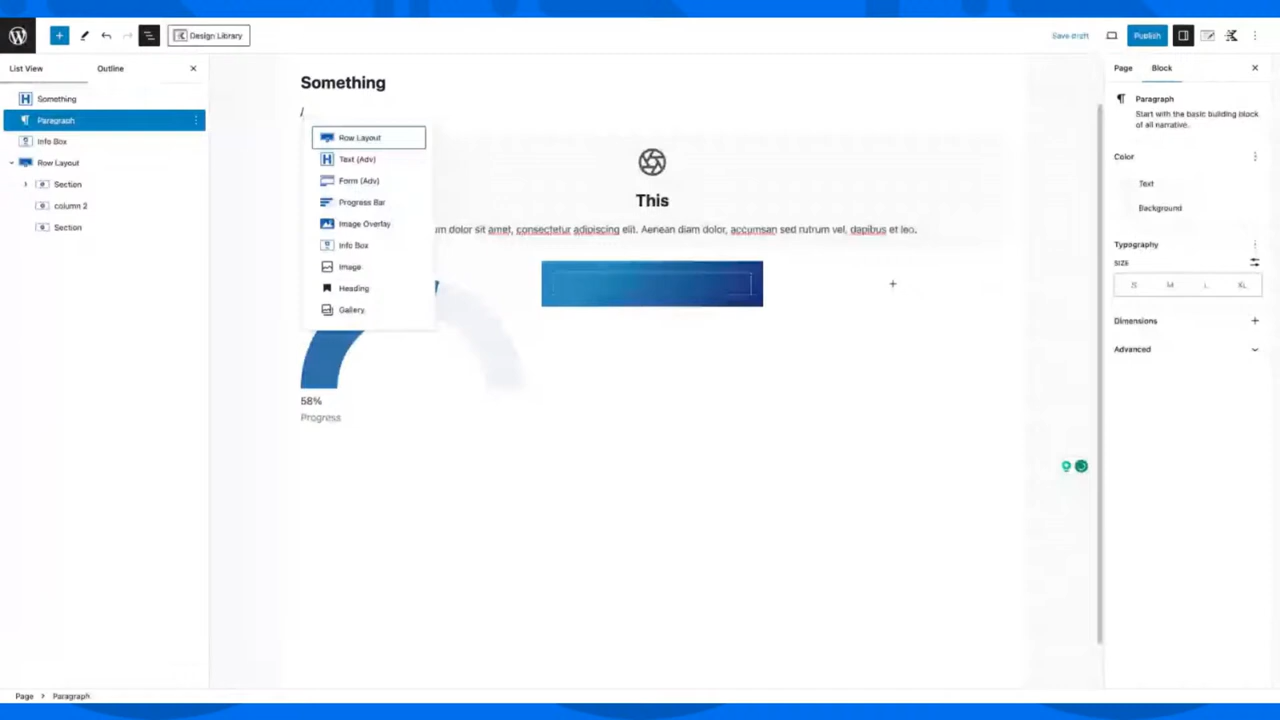 Design Library
Save draft
Publish
List View
Outline
Something
Paragraph
Info Box
Row Layout
Section
column 2
Section
Something
/
Row Layout
Text (Adv)
Form (Adv)
Progress Bar
Image Overlay
Info Box
Image
Heading
Gallery
This
um dolor sit amet, consectetur adipiscing elit. Aenean diam dolor, accumsan sed rutrum vel, dapibus et leo.
58%
Progress
Page
Block
Paragraph
Start with the basic building block
of all narrative.
Color
Text
Background
Typography
SIZE
S M L XL
Dimensions
Advanced
Page > Paragraph